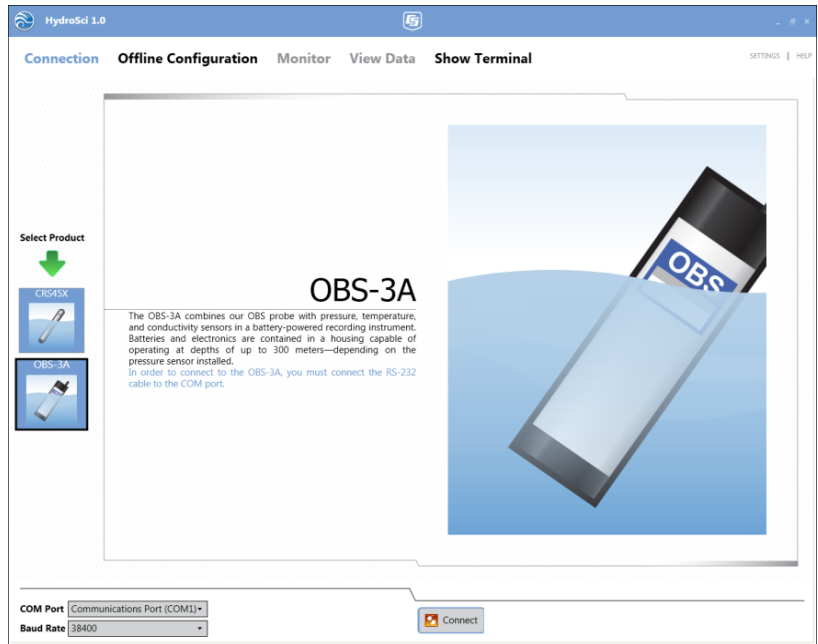 HydroSci 1.0
Connection Offline Configuration Monitor View Data Show Terminal SETTINGS | HELP
Select Product
CRS45X
OBS-3A
OBS-3A
The OBS-3A combines our OBS probe with pressure, temperature,
and conductivity sensors in a battery-powered recording instrument.
Batteries and electronics are contained in a housing capable of
operating at depths of up to 300 meters—depending on the
pressure sensor installed.
In order to connect to the OBS-3A, you must connect the RS-232
cable to the COM port.
OBS
COM Port Communications Port (COM1)
Baud Rate 38400
Connect